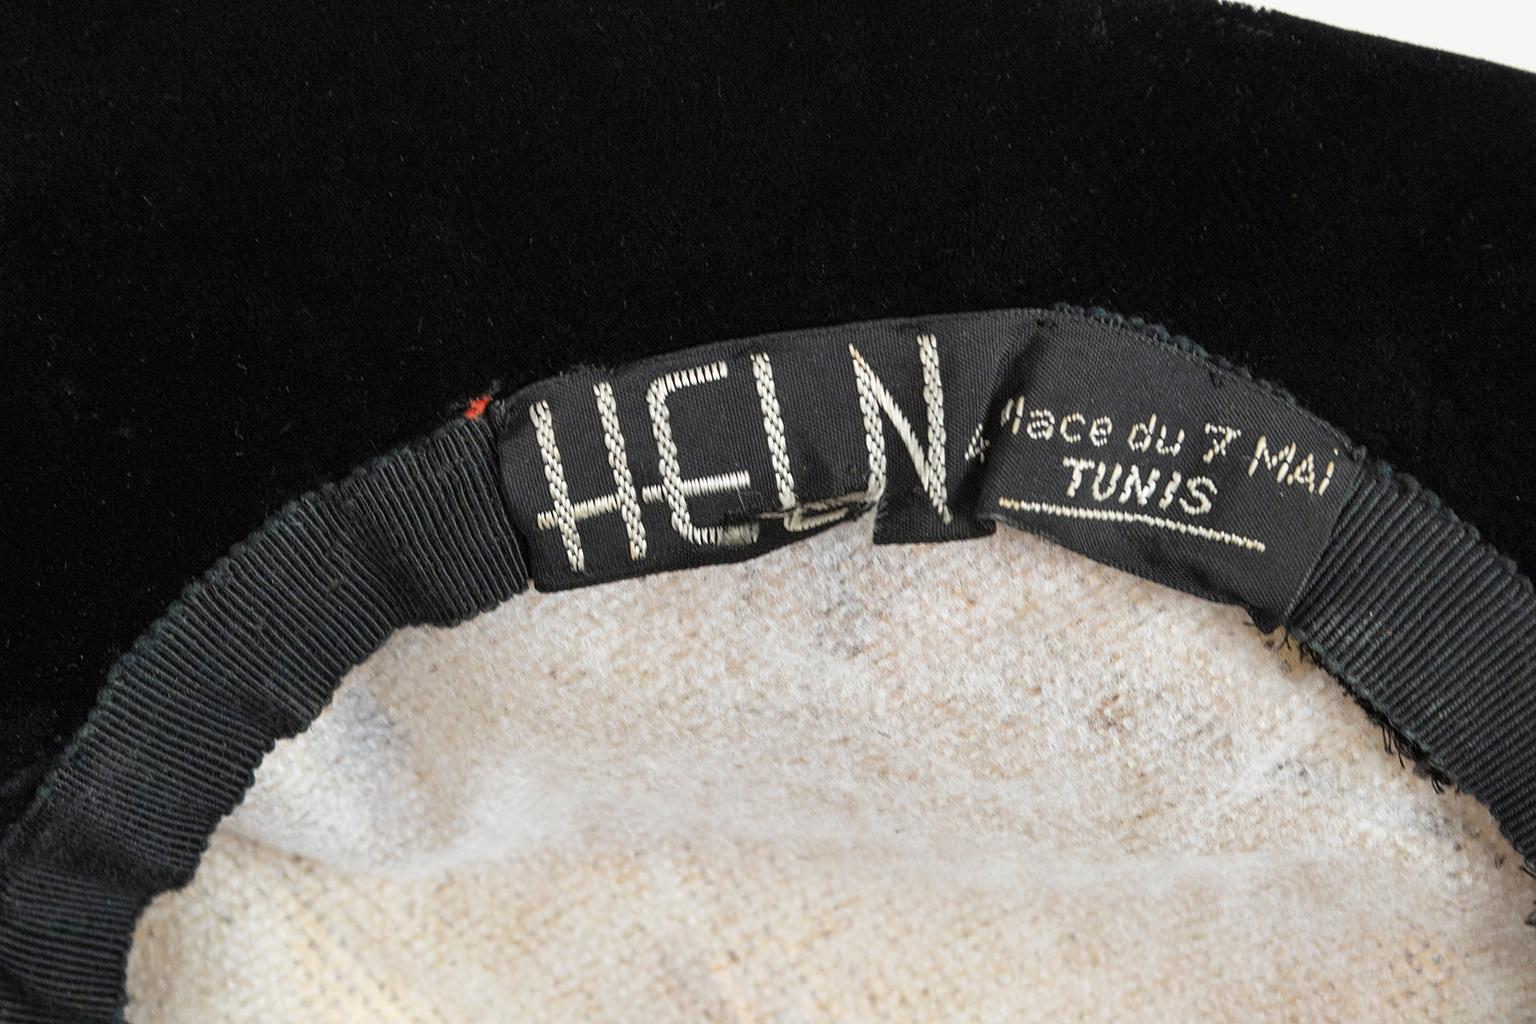 HELN
4 Place du 7 MAi
TUNIS